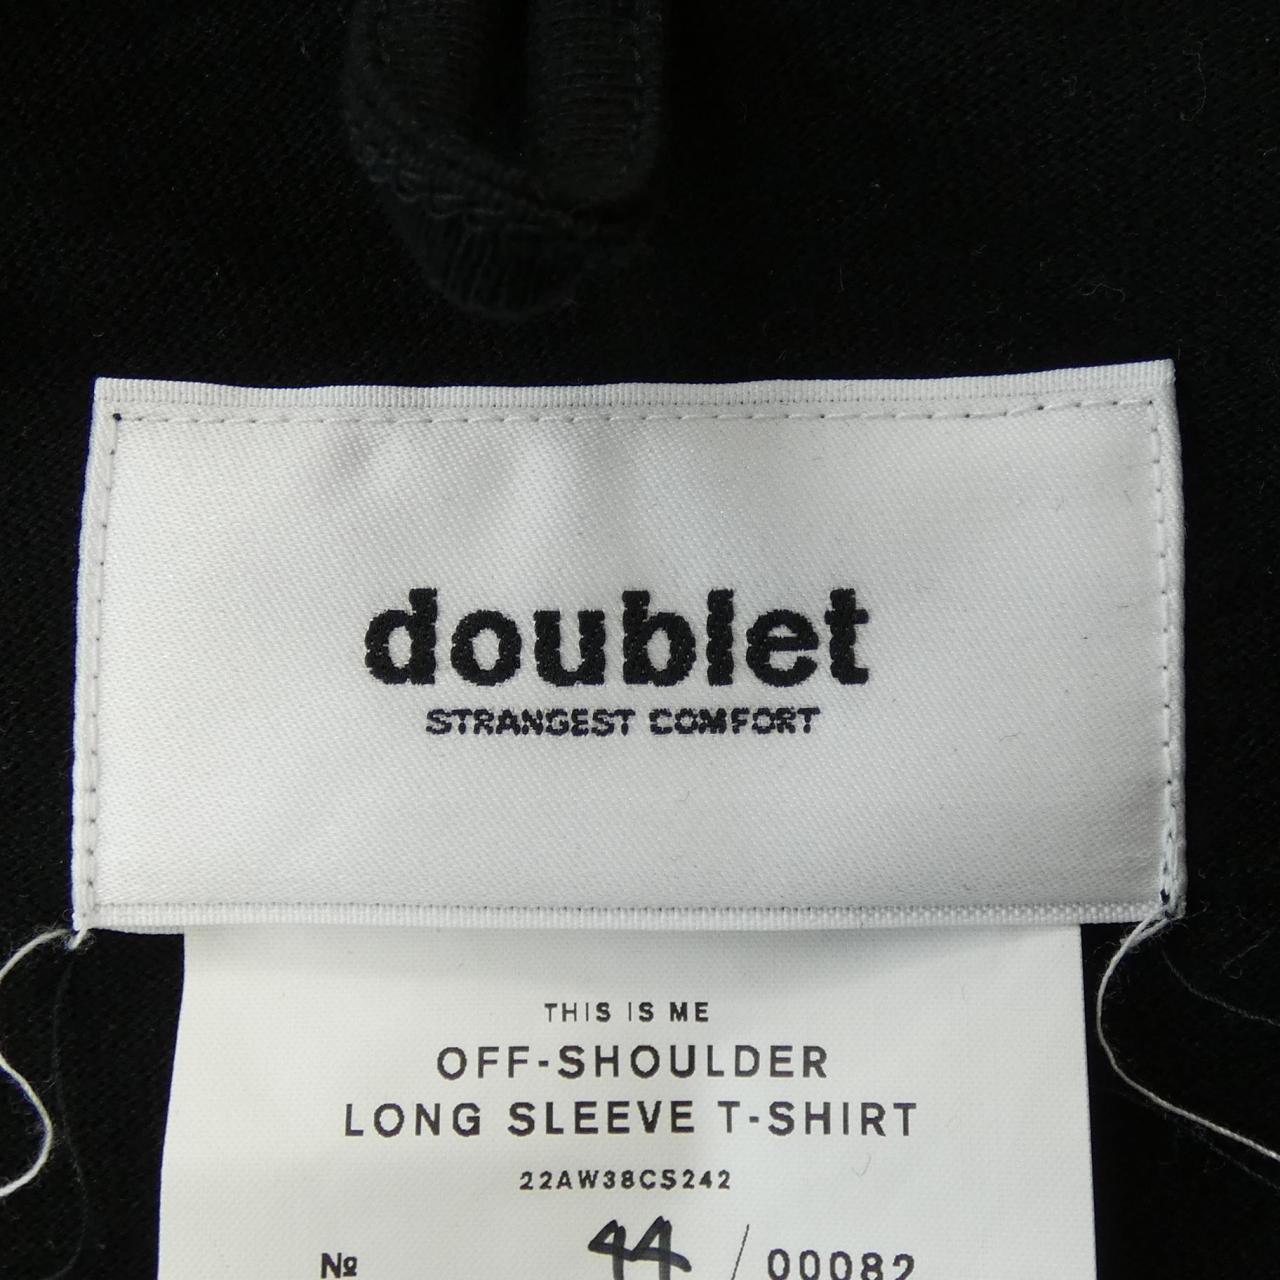 doublet
STRANGEST COMFORT
THIS IS ME
OFF-SHOULDER
LONG SLEEVE T-SHIRT
22AW38CS242
№ 44 / 00082